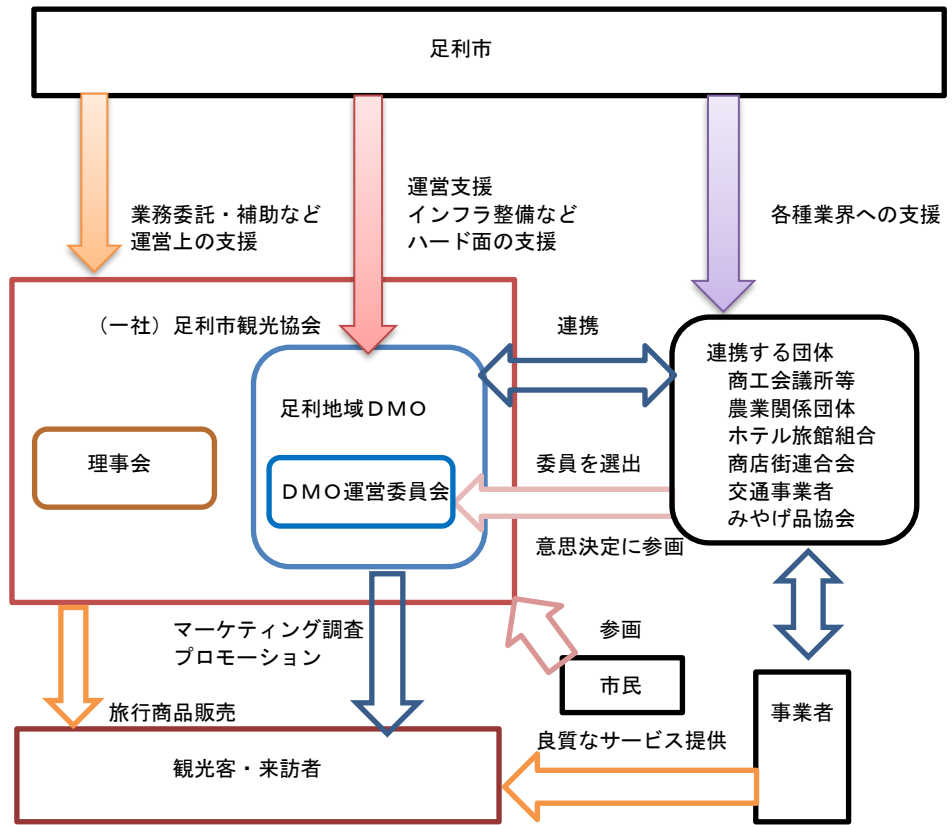 足利市
業務委託・補助など
運営上の支援
運営支援
インフラ整備など
ハード面の支援
各種業界への支援
（一社）足利市観光協会
連携
足利地域ＤＭＯ
理事会
ＤＭＯ運営委員会
連携する団体
商工会議所等
農業関係団体
ホテル旅館組合
商店街連合会
交通事業者
みやげ品協会
委員を選出
意思決定に参画
マーケティング調査
プロモーション
参画
市民
事業者
旅行商品販売
良質なサービス提供
観光客・来訪者